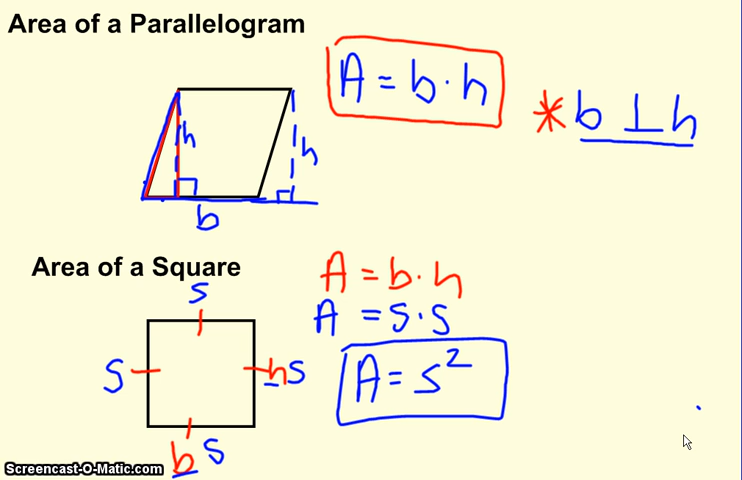 Area of a Parallelogram
A = b · h
* b ⊥ h
h
h
b
Area of a Square
A = b · h
S
A = S · S
S
h S
A = S²
b S
Screencast-O-Matic.com